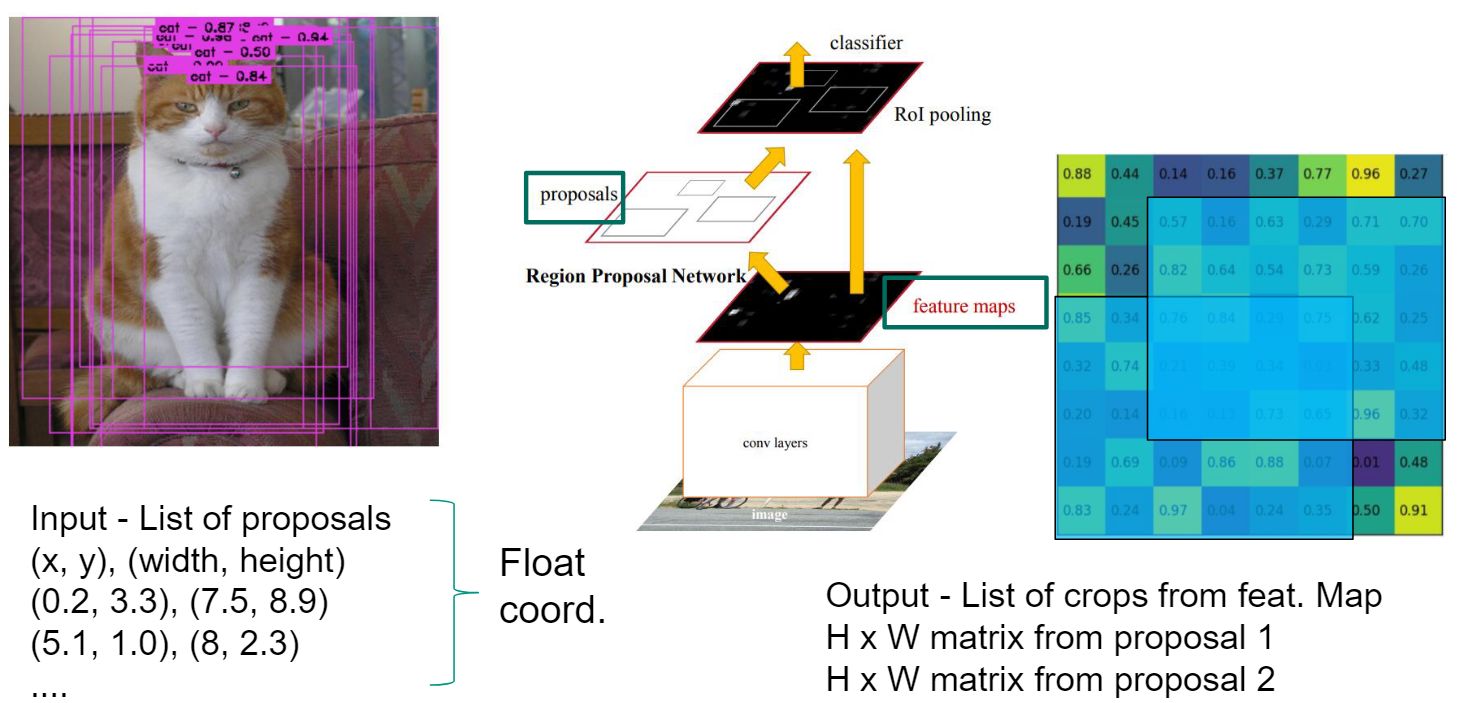 cat - 0.87
cat - 0.94
cat - 0.50
cat
cat - 0.84
classifier
RoI pooling
proposals
Region Proposal Network
feature maps
conv layers
image
0.88 0.44 0.14 0.16 0.37 0.77 0.96 0.27
0.19 0.45 0.57 0.16 0.63 0.29 0.71 0.70
0.66 0.26 0.82 0.64 0.54 0.73 0.59 0.26
0.85 0.34 0.76 0.84 0.29 0.75 0.62 0.25
0.32 0.74 0.21 0.39 0.34 0.33 0.48
0.20 0.14 0.16 0.13 0.73 0.65 0.96 0.32
0.19 0.69 0.09 0.86 0.88 0.07 0.01 0.48
0.83 0.24 0.97 0.04 0.24 0.35 0.50 0.91
Input - List of proposals
(x, y), (width, height)
(0.2, 3.3), (7.5, 8.9)
(5.1, 1.0), (8, 2.3)
....
Float
coord.
Output - List of crops from feat. Map
H x W matrix from proposal 1
H x W matrix from proposal 2